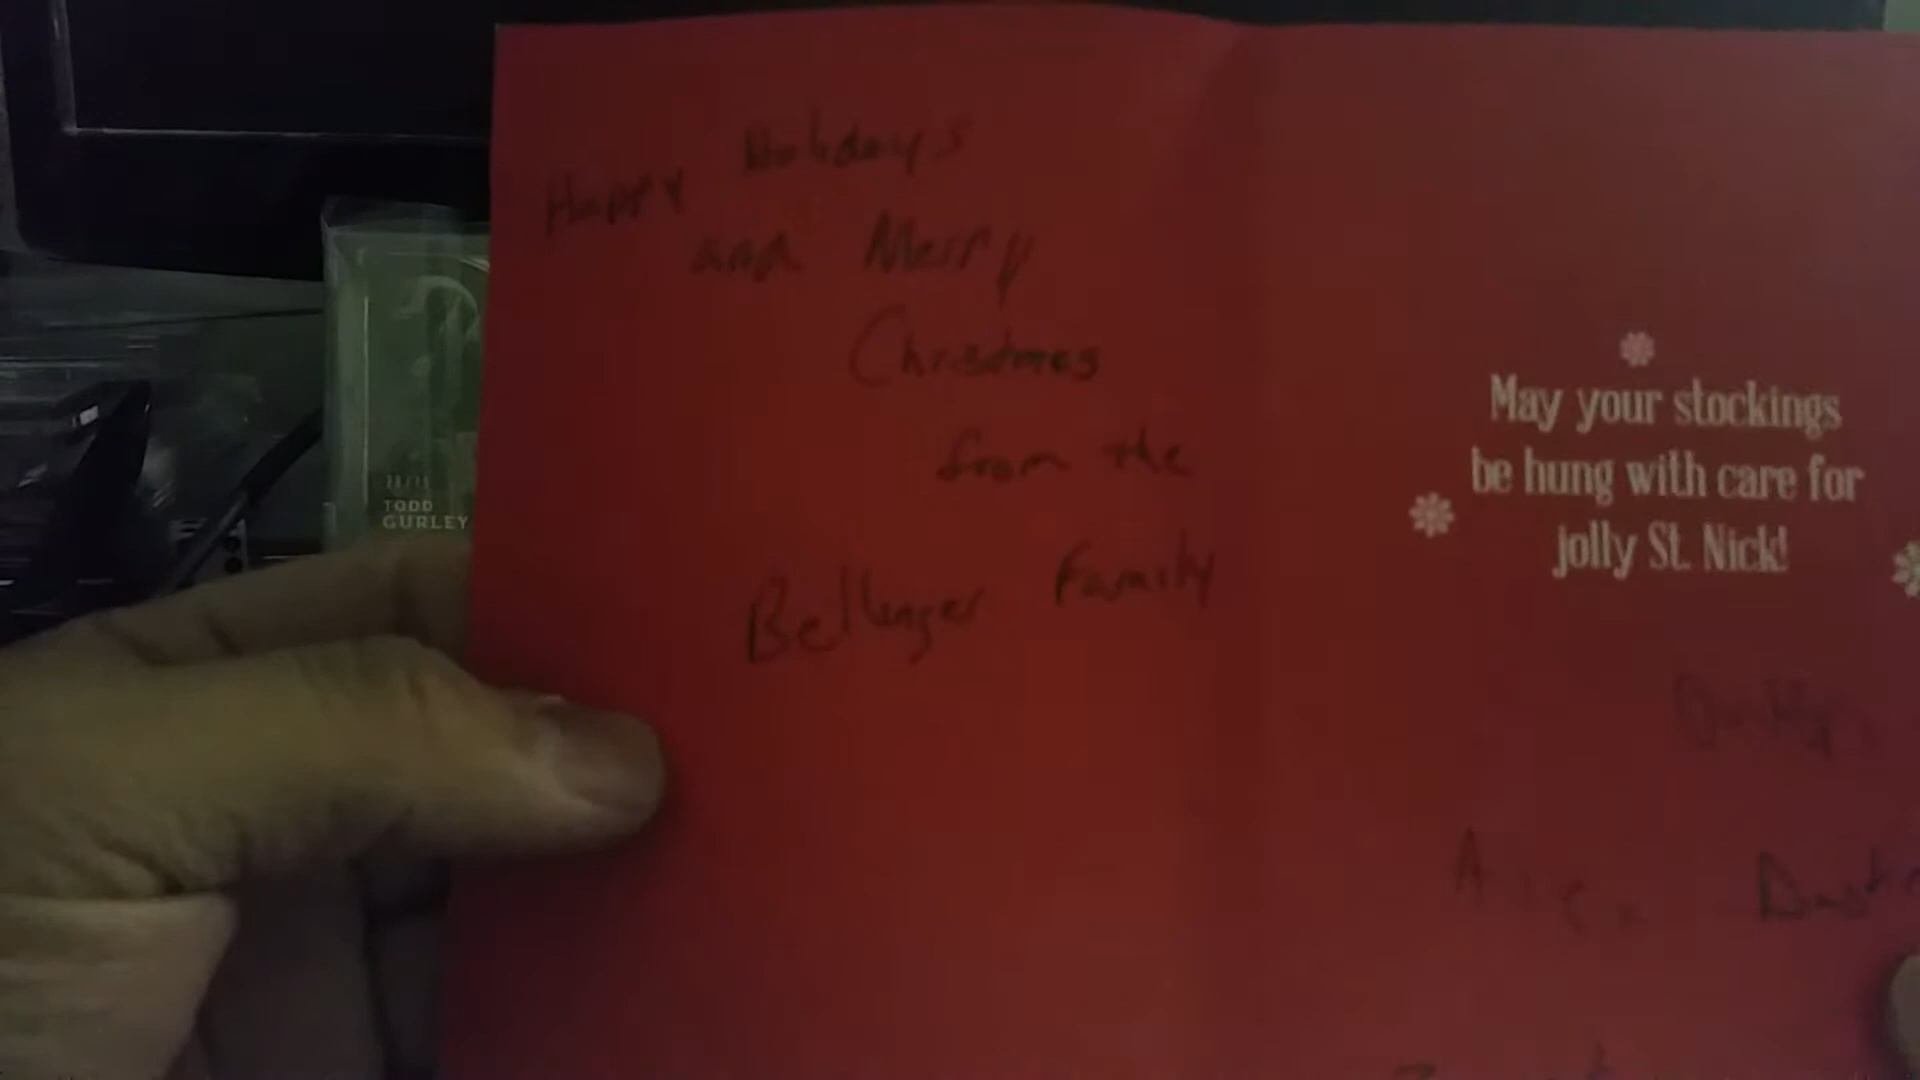 Happy Holidays
and Merry
Christmas
from the
Bellinger Family
May your stockings
be hung with care for
jolly St. Nick!
TODD
GURLEY